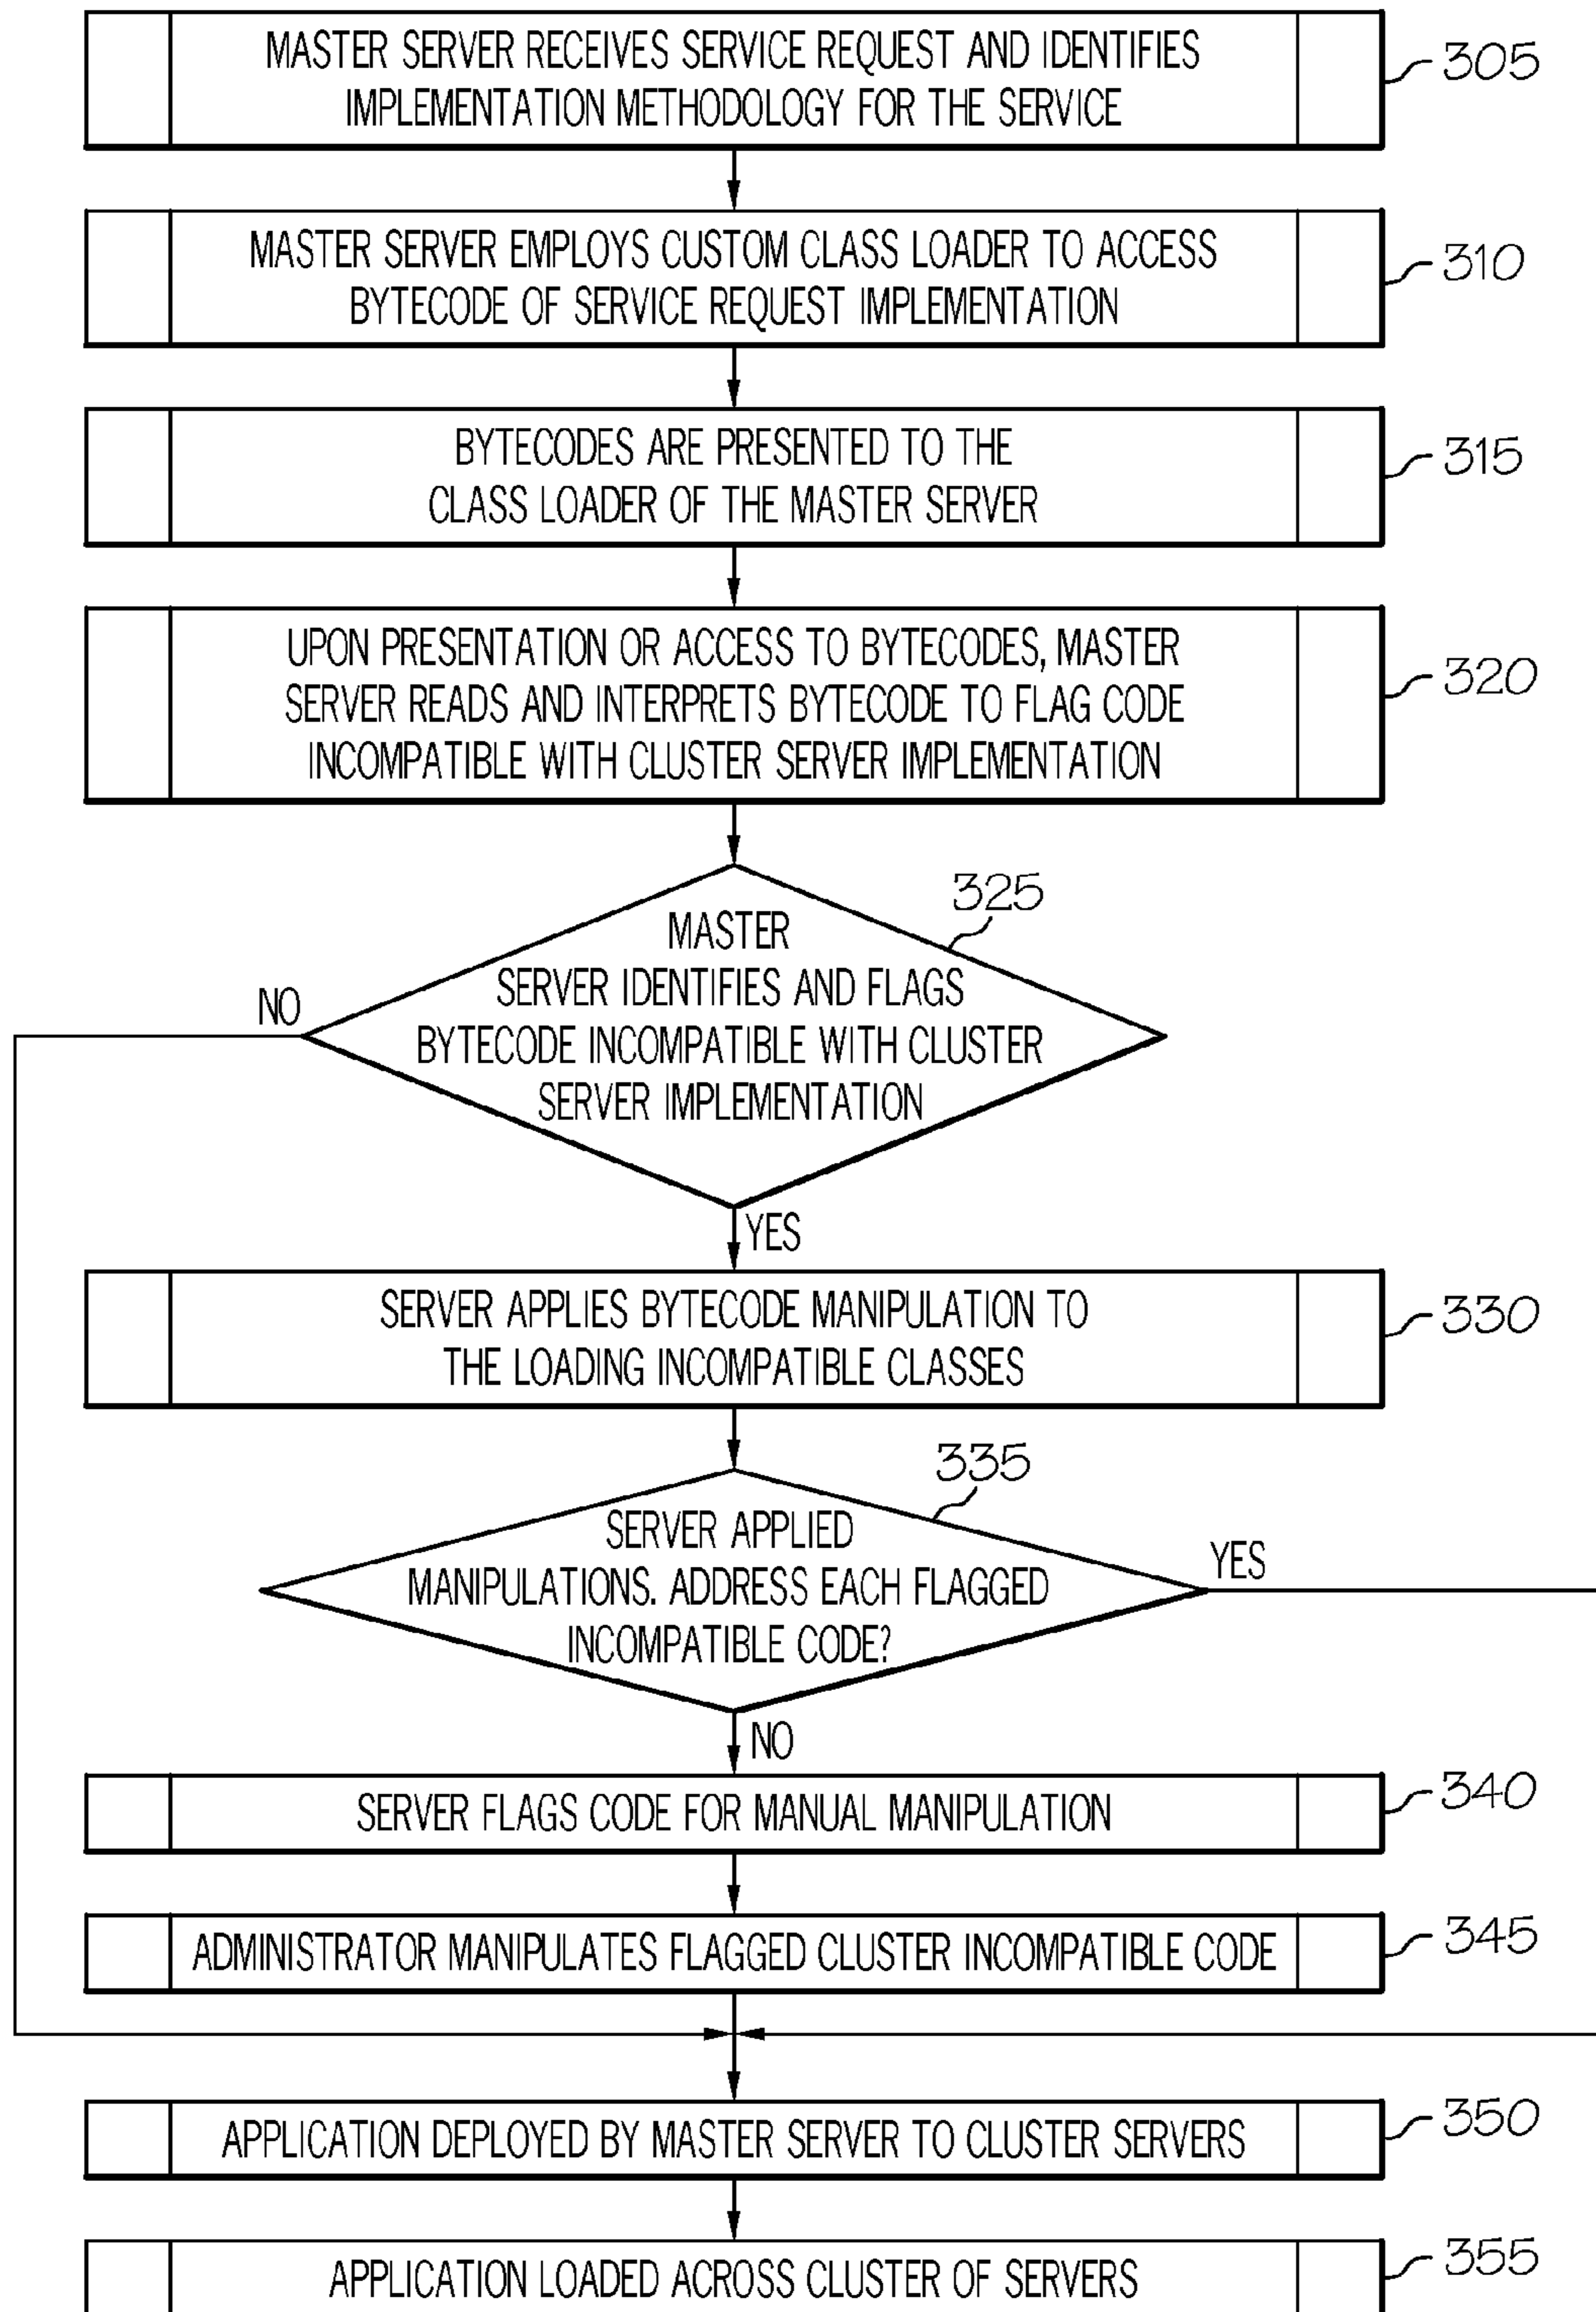 MASTER SERVER RECEIVES SERVICE REQUEST AND IDENTIFIES
IMPLEMENTATION METHODOLOGY FOR THE SERVICE
305
MASTER SERVER EMPLOYS CUSTOM CLASS LOADER TO ACCESS
BYTECODE OF SERVICE REQUEST IMPLEMENTATION
310
BYTECODES ARE PRESENTED TO THE
CLASS LOADER OF THE MASTER SERVER
315
UPON PRESENTATION OR ACCESS TO BYTECODES, MASTER
SERVER READS AND INTERPRETS BYTECODE TO FLAG CODE
INCOMPATIBLE WITH CLUSTER SERVER IMPLEMENTATION
320
325
MASTER
SERVER IDENTIFIES AND FLAGS
BYTECODE INCOMPATIBLE WITH CLUSTER
SERVER IMPLEMENTATION
NO
YES
SERVER APPLIES BYTECODE MANIPULATION TO
THE LOADING INCOMPATIBLE CLASSES
330
335
SERVER APPLIED
MANIPULATIONS. ADDRESS EACH FLAGGED
INCOMPATIBLE CODE?
YES
NO
SERVER FLAGS CODE FOR MANUAL MANIPULATION
340
ADMINISTRATOR MANIPULATES FLAGGED CLUSTER INCOMPATIBLE CODE
345
APPLICATION DEPLOYED BY MASTER SERVER TO CLUSTER SERVERS
350
APPLICATION LOADED ACROSS CLUSTER OF SERVERS
355